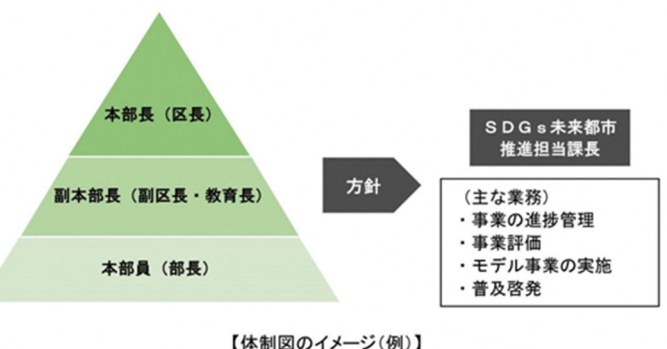 本部長（区長）
副本部長（副区長・教育長）
本部員（部長）
方針
ＳＤＧｓ未来都市
推進担当課長
（主な業務）
・事業の進捗管理
・事業評価
・モデル事業の実施
・普及啓発
【体制図のイメージ（例）】